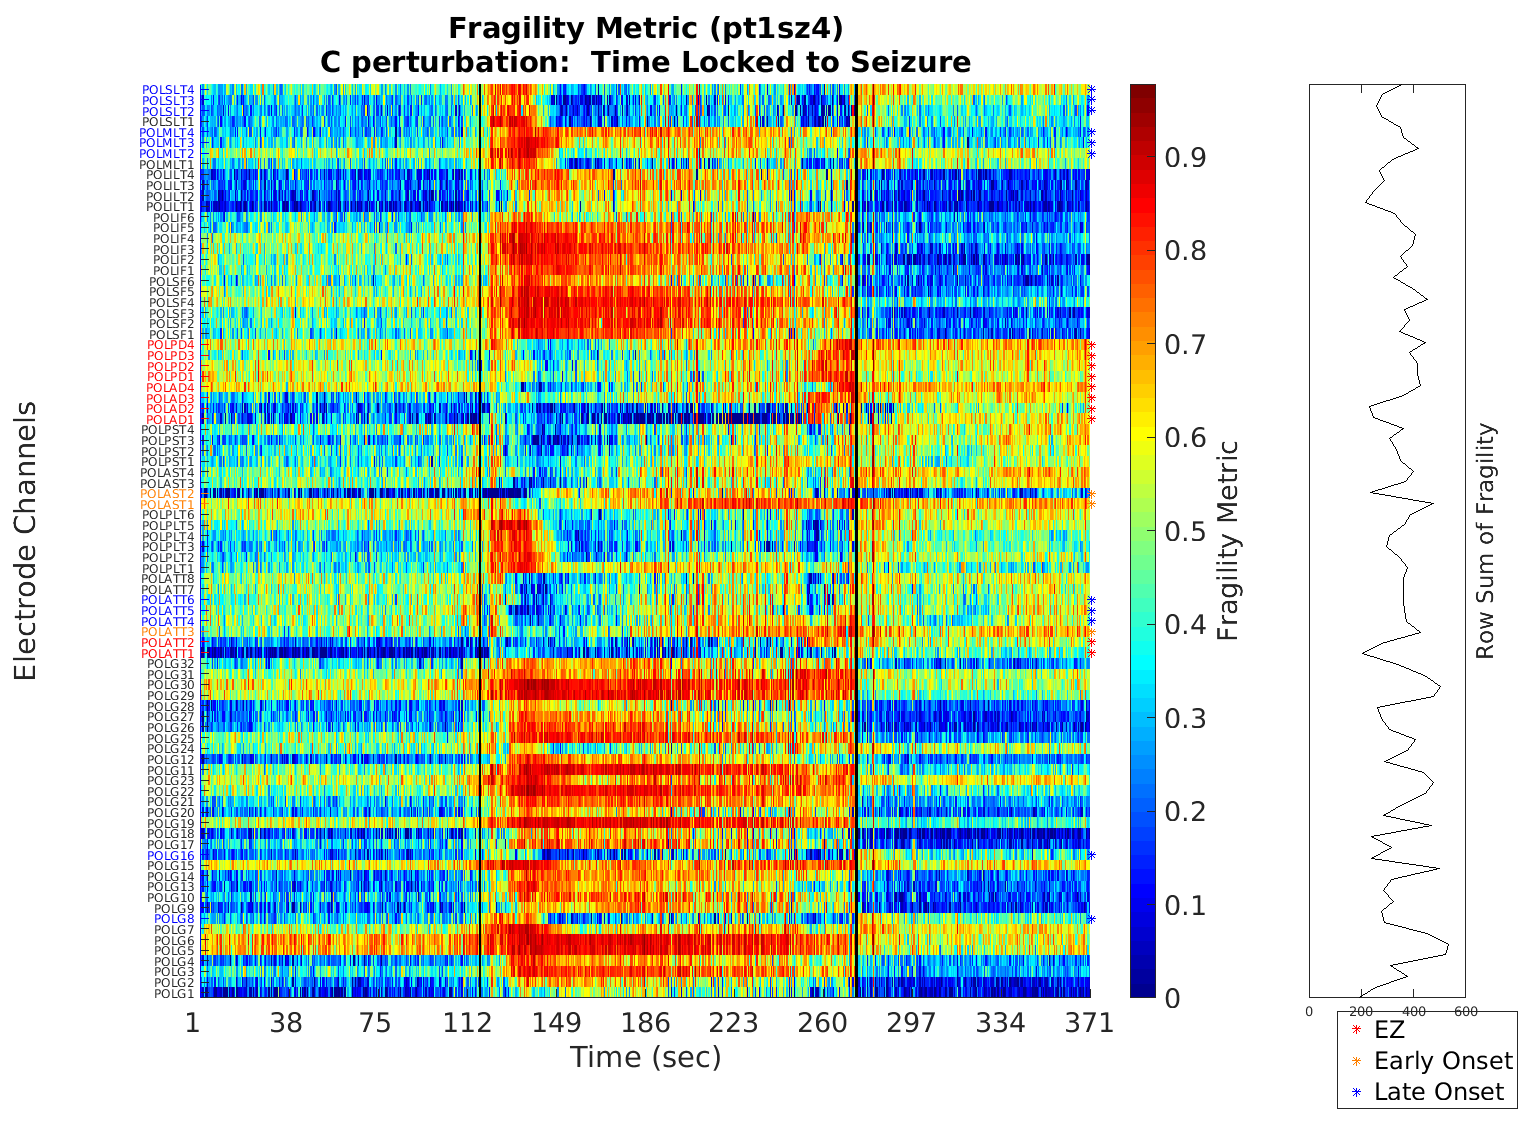 Fragility Metric (pt1sz4)
C perturbation:  Time Locked to Seizure
Electrode Channels
POLSLT4
POLSLT3
POLSLT2
POLSLT1
POLMLT4
POLMLT3
POLMLT2
POLMLT1
POLILT4
POLILT3
POLILT2
POLILT1
POLIF6
POLIF5
POLIF4
POLIF3
POLIF2
POLIF1
POLSF6
POLSF5
POLSF4
POLSF3
POLSF2
POLSF1
POLPD4
POLPD3
POLPD2
POLPD1
POLAD4
POLAD3
POLAD2
POLAD1
POLPST4
POLPST3
POLPST2
POLPST1
POLAST4
POLAST3
POLAST2
POLAST1
POLPLT6
POLPLT5
POLPLT4
POLPLT3
POLPLT2
POLPLT1
POLATT8
POLATT7
POLATT6
POLATT5
POLATT4
POLATT3
POLATT2
POLATT1
POLG32
POLG31
POLG30
POLG29
POLG28
POLG27
POLG26
POLG25
POLG24
POLG12
POLG11
POLG23
POLG22
POLG21
POLG20
POLG19
POLG18
POLG17
POLG16
POLG15
POLG14
POLG13
POLG10
POLG9
POLG8
POLG7
POLG6
POLG5
POLG4
POLG3
POLG2
POLG1
1 38 75 112 149 186 223 260 297 334 371
Time (sec)
0.9
0.8
0.7
0.6
0.5
0.4
0.3
0.2
0.1
0
Fragility Metric
0 200 400 600
Row Sum of Fragility
EZ
Early Onset
Late Onset